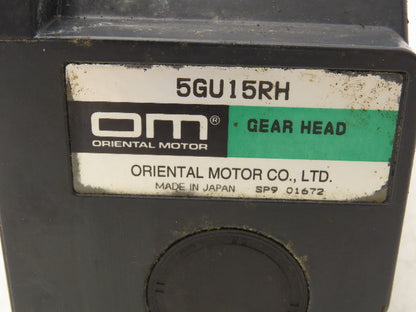 5GU15RH
om®
ORIENTAL MOTOR
GEAR HEAD
ORIENTAL MOTOR CO., LTD.
MADE IN JAPAN SP9 01672